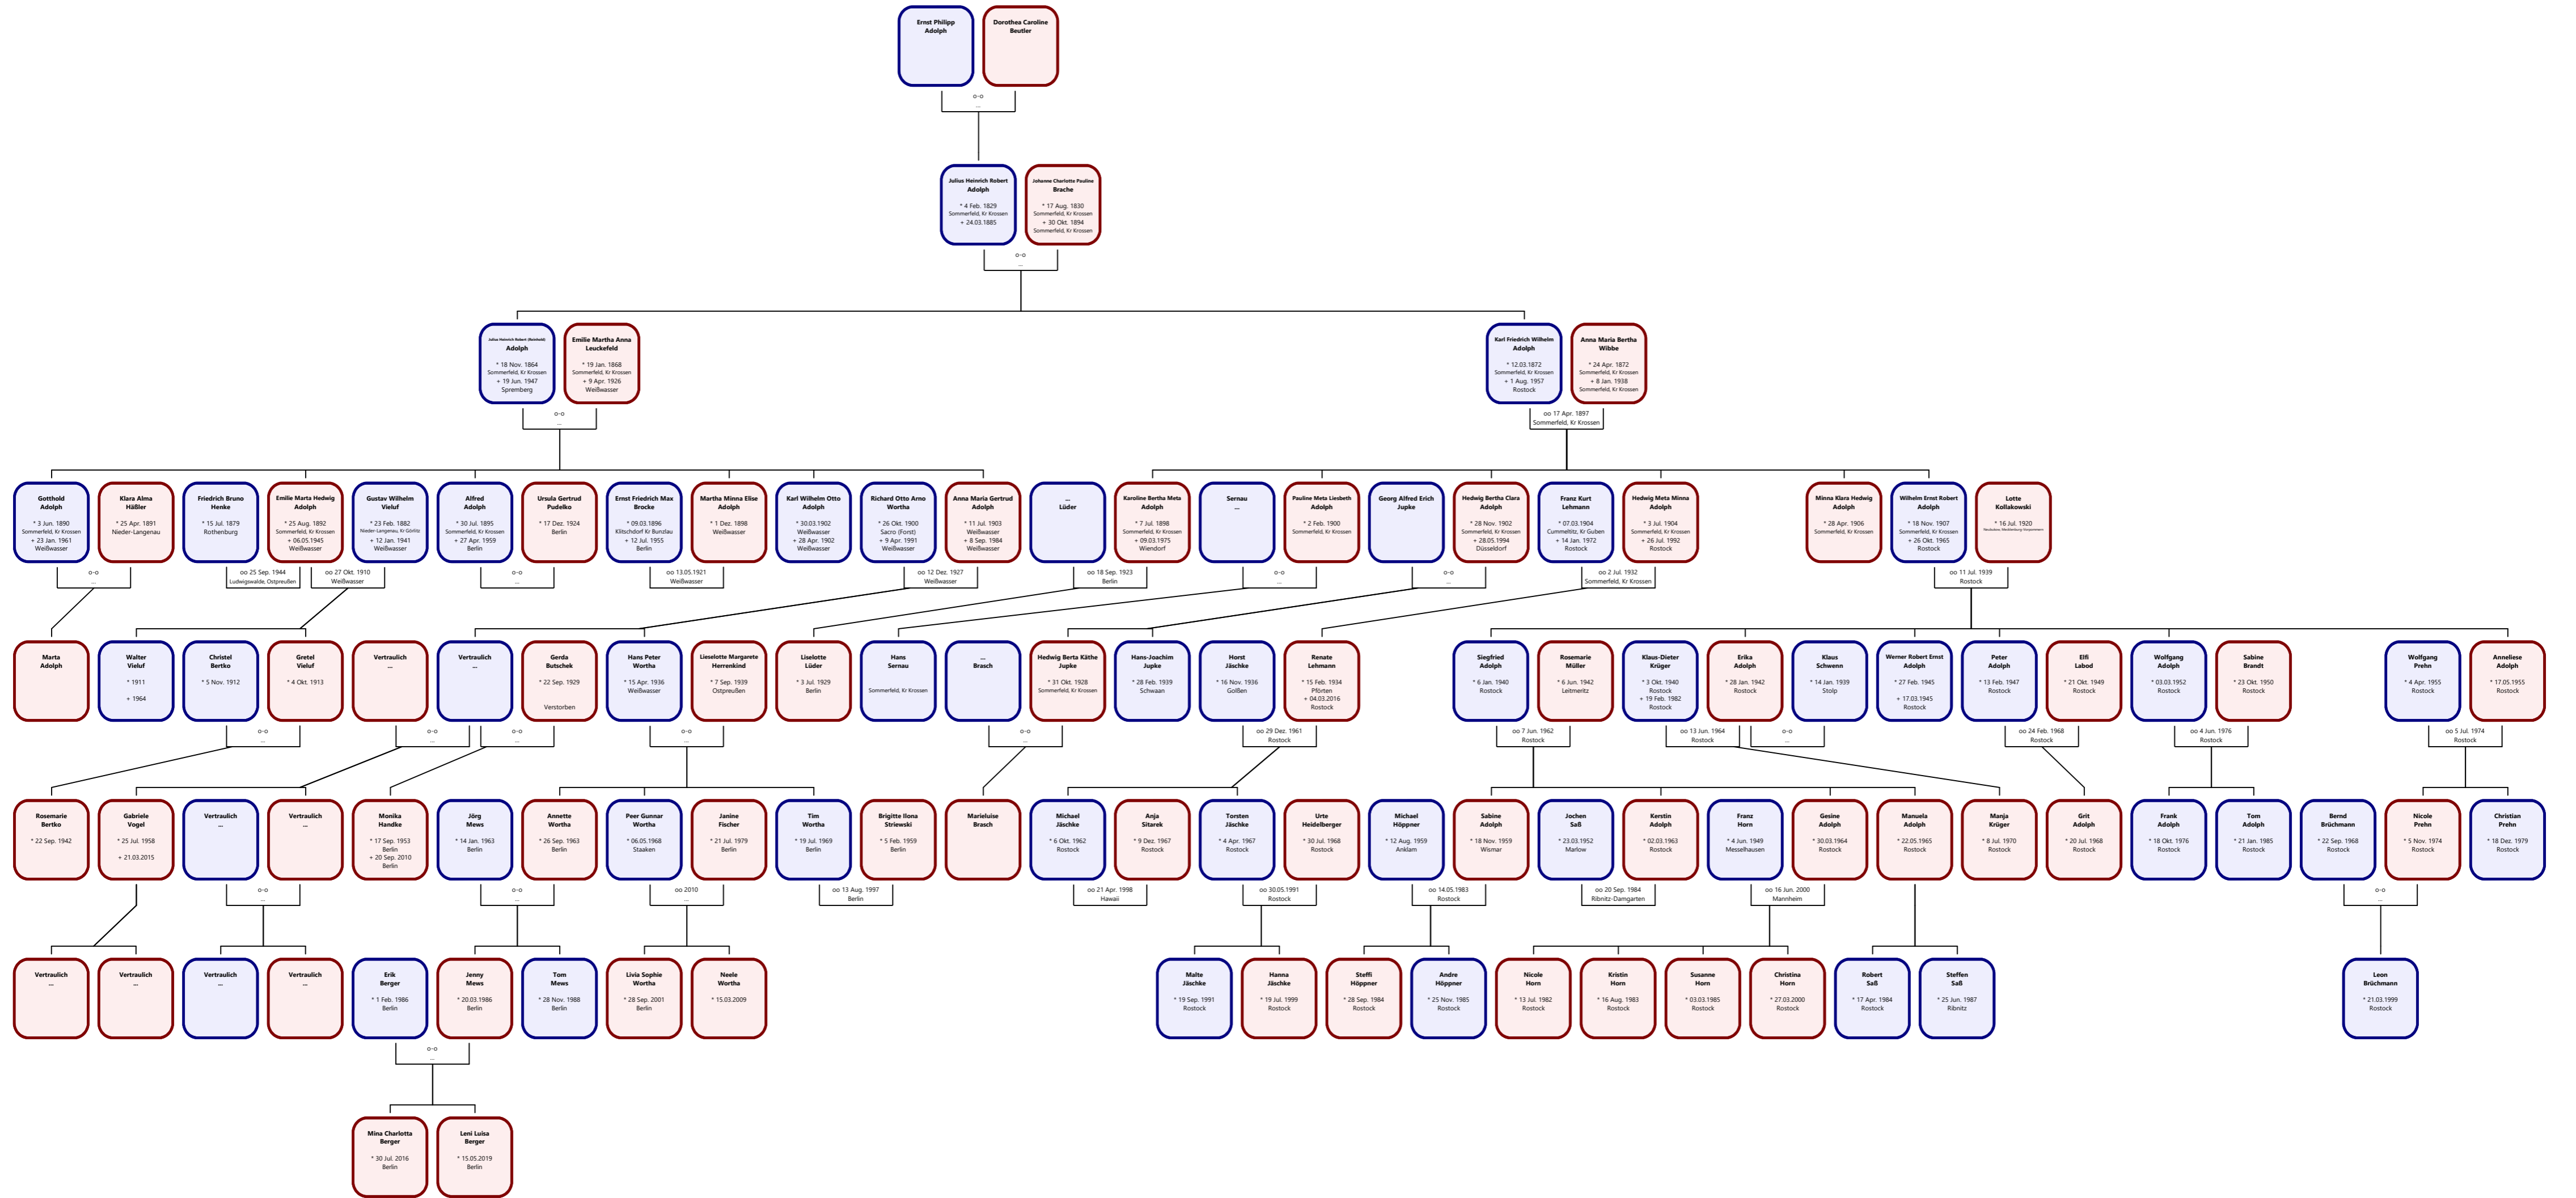 Ernst Philipp
Adolph
Dorothea Caroline
Beutler
o-o
...
Julius Heinrich Robert
Adolph
* 4 Feb. 1829
Sommerfeld, Kr Krossen
+ 24.03.1885
Johanne Charlotte Pauline
Brache
* 17 Aug. 1830
Sommerfeld, Kr Krossen
+ 30 Okt. 1894
Sommerfeld, Kr Krossen
o-o
...
Julius Heinrich Robert (Reinhold)
Adolph
* 18 Nov. 1864
Sommerfeld, Kr Krossen
+ 19 Jun. 1947
Spremberg
Emilie Martha Anna
Leuckefeld
* 19 Jan. 1868
Sommerfeld, Kr Krossen
+ 9 Apr. 1926
Weißwasser
Karl Friedrich Wilhelm
Adolph
* 12.03.1872
Sommerfeld, Kr Krossen
+ 1 Aug. 1957
Rostock
Anna Maria Bertha
Wibbe
* 24 Apr. 1872
Sommerfeld, Kr Krossen
+ 8 Jan. 1938
Sommerfeld, Kr Krossen
o-o
...
oo 17 Apr. 1897
Sommerfeld, Kr Krossen
Gotthold
Adolph
* 3 Jun. 1890
Sommerfeld, Kr Krossen
+ 23 Jan. 1961
Weißwasser
Klara Alma
Häßler
* 25 Apr. 1891
Nieder-Langenau
Friedrich Bruno
Henke
* 15 Jul. 1879
Rothenburg
Emilie Marta Hedwig
Adolph
* 25 Aug. 1892
Sommerfeld, Kr Krossen
+ 06.05.1945
Weißwasser
Gustav Wilhelm
Vieluf
* 23 Feb. 1882
Nieder-Langenau, Kr Görlitz
+ 12 Jan. 1941
Weißwasser
Alfred
Adolph
* 30 Jul. 1895
Sommerfeld, Kr Krossen
+ 27 Apr. 1959
Berlin
Ursula Gertrud
Pudelko
* 17 Dez. 1924
Berlin
Ernst Friedrich Max
Brocke
* 09.03.1896
Klitschdorf Kr Bunzlau
+ 12 Jul. 1955
Berlin
Martha Minna Elise
Adolph
* 1 Dez. 1898
Weißwasser
Karl Wilhelm Otto
Adolph
* 30.03.1902
Weißwasser
+ 28 Apr. 1902
Weißwasser
Richard Otto Arno
Wortha
* 26 Okt. 1900
Sacro (Forst)
+ 9 Apr. 1991
Weißwasser
Anna Maria Gertrud
Adolph
* 11 Jul. 1903
Weißwasser
+ 8 Sep. 1984
Weißwasser
...
Lüder
Karoline Bertha Meta
Adolph
* 7 Jul. 1898
Sommerfeld, Kr Krossen
+ 09.03.1975
Wiendorf
Sernau
...
Pauline Meta Liesbeth
Adolph
* 2 Feb. 1900
Sommerfeld, Kr Krossen
Georg Alfred Erich
Jupke
Hedwig Bertha Clara
Adolph
* 28 Nov. 1902
Sommerfeld, Kr Krossen
+ 28.05.1994
Düsseldorf
Franz Kurt
Lehmann
* 07.03.1904
Cummeltitz, Kr Guben
+ 14 Jan. 1972
Rostock
Hedwig Meta Minna
Adolph
* 3 Jul. 1904
Sommerfeld, Kr Krossen
+ 26 Jul. 1992
Rostock
Minna Klara Hedwig
Adolph
* 28 Apr. 1906
Sommerfeld, Kr Krossen
Wilhelm Ernst Robert
Adolph
* 18 Nov. 1907
Sommerfeld, Kr Krossen
+ 26 Okt. 1965
Rostock
Lotte
Kollakowski
* 16 Jul. 1920
o-o
...
oo 25 Sep. 1944
Ludwigswalde, Ostpreußen
oo 27 Okt. 1910
Weißwasser
o-o
...
oo 13.05.1921
Weißwasser
oo 12 Dez. 1927
Weißwasser
oo 18 Sep. 1923
Berlin
o-o
...
o-o
...
oo 2 Jul. 1932
Sommerfeld, Kr Krossen
oo 11 Jul. 1939
Rostock
Marta
Adolph
Walter
Vieluf
* 1911
+ 1964
Christel
Bertko
* 5 Nov. 1912
Gretel
Vieluf
* 4 Okt. 1913
Vertraulich
...
Vertraulich
...
Gerda
Butschek
* 22 Sep. 1929
Verstorben
Hans Peter
Wortha
* 15 Apr. 1936
Weißwasser
Lieselotte Margarete
Herrenkind
* 7 Sep. 1939
Ostpreußen
Liselotte
Lüder
* 3 Jul. 1929
Berlin
Hans
Sernau
Sommerfeld, Kr Krossen
...
Brasch
Hedwig Berta Käthe
Jupke
* 31 Okt. 1928
Sommerfeld, Kr Krossen
Hans-Joachim
Jupke
* 28 Feb. 1939
Schwaan
Horst
Jäschke
* 16 Nov. 1936
Golßen
Renate
Lehmann
* 15 Feb. 1934
Pförten
+ 04.03.2016
Rostock
Siegfried
Adolph
* 6 Jan. 1940
Rostock
Rosemarie
Müller
* 6 Jun. 1942
Leitmeritz
Klaus-Dieter
Krüger
* 3 Okt. 1940
Rostock
+ 19 Feb. 1982
Rostock
Erika
Adolph
* 28 Jan. 1942
Rostock
Klaus
Schwenn
* 14 Jan. 1939
Stolp
Werner Robert Ernst
Adolph
* 27 Feb. 1945
+ 17.03.1945
Rostock
Peter
Adolph
* 13 Feb. 1947
Rostock
Elfi
Labod
* 21 Okt. 1949
Rostock
Wolfgang
Adolph
* 03.03.1952
Rostock
Sabine
Brandt
* 23 Okt. 1950
Rostock
Wolfgang
Prehn
* 4 Apr. 1955
Rostock
Anneliese
Adolph
* 17.05.1955
Rostock
o-o
...
o-o
...
o-o
...
o-o
...
o-o
...
oo 29 Dez. 1961
Rostock
oo 7 Jun. 1962
Rostock
oo 13 Jun. 1964
Rostock
o-o
...
oo 24 Feb. 1968
Rostock
oo 4 Jun. 1976
Rostock
oo 5 Jul. 1974
Rostock
Rosemarie
Bertko
* 22 Sep. 1942
Gabriele
Vogel
* 25 Jul. 1958
+ 21.03.2015
Vertraulich
...
Vertraulich
...
Monika
Handke
* 17 Sep. 1953
Berlin
+ 20 Sep. 2010
Berlin
Jörg
Mews
* 14 Jan. 1963
Berlin
Annette
Wortha
* 26 Sep. 1963
Berlin
Peer Gunnar
Wortha
* 06.05.1968
Staaken
Janine
Fischer
* 21 Jul. 1979
Berlin
Tim
Wortha
* 19 Jul. 1969
Berlin
Brigitte Ilona
Striewski
* 5 Feb. 1959
Berlin
Marieluise
Brasch
Michael
Jäschke
* 6 Okt. 1962
Rostock
Anja
Sitarek
* 9 Dez. 1967
Rostock
Torsten
Jäschke
* 4 Apr. 1967
Rostock
Urte
Heidelberger
* 30 Jul. 1968
Rostock
Michael
Höppner
* 12 Aug. 1959
Anklam
Sabine
Adolph
* 18 Nov. 1959
Wismar
Jochen
Saß
* 23.03.1952
Marlow
Kerstin
Adolph
* 02.03.1963
Rostock
Franz
Horn
* 4 Jun. 1949
Messelhausen
Gesine
Adolph
* 30.03.1964
Rostock
Manuela
Adolph
* 22.05.1965
Rostock
Manja
Krüger
* 8 Jul. 1970
Rostock
Grit
Adolph
* 20 Jul. 1968
Rostock
Frank
Adolph
* 18 Okt. 1976
Rostock
Tom
Adolph
* 21 Jan. 1985
Rostock
Bernd
Brüchmann
* 22 Sep. 1968
Rostock
Nicole
Prehn
* 5 Nov. 1974
Rostock
Christian
Prehn
* 18 Dez. 1979
Rostock
o-o
...
o-o
...
oo 2010
...
oo 13 Aug. 1997
Berlin
oo 21 Apr. 1998
Hawaii
oo 30.05.1991
Rostock
oo 14.05.1983
Rostock
oo 20 Sep. 1984
Ribnitz-Damgarten
oo 16 Jun. 2000
Mannheim
o-o
...
Vertraulich
...
Vertraulich
...
Vertraulich
...
Vertraulich
...
Erik
Berger
* 1 Feb. 1986
Berlin
Jenny
Mews
* 20.03.1986
Berlin
Tom
Mews
* 28 Nov. 1988
Berlin
Livia Sophie
Wortha
* 28 Sep. 2001
Berlin
Neele
Wortha
* 15.03.2009
Malte
Jäschke
* 19 Sep. 1991
Rostock
Hanna
Jäschke
* 19 Jul. 1999
Rostock
Steffi
Höppner
* 28 Sep. 1984
Rostock
Andre
Höppner
* 25 Nov. 1985
Rostock
Nicole
Horn
* 13 Jul. 1982
Rostock
Kristin
Horn
* 16 Aug. 1983
Rostock
Susanne
Horn
* 03.03.1985
Rostock
Christina
Horn
* 27.03.2000
Rostock
Robert
Saß
* 17 Apr. 1984
Rostock
Steffen
Saß
* 25 Jun. 1987
Ribnitz
Leon
Brüchmann
* 21.03.1999
Rostock
o-o
...
Mina Charlotta
Berger
* 30 Jul. 2016
Berlin
Leni Luisa
Berger
* 15.05.2019
Berlin